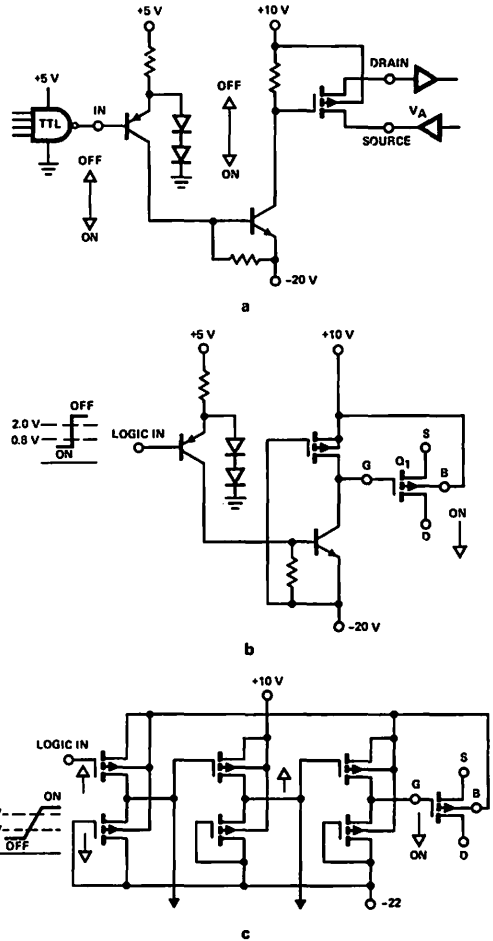 +5 V
+10 V
+5 V
TTL
IN
OFF
ON
OFF
ON
DRAIN
V_A
SOURCE
-20 V
a
+5 V
+10 V
OFF
2.0 V
0.8 V
ON
LOGIC IN
G
Q1
S
B
D
ON
-20 V
b
+10 V
LOGIC IN
ON
OFF
G
S
B
D
ON
-22
c